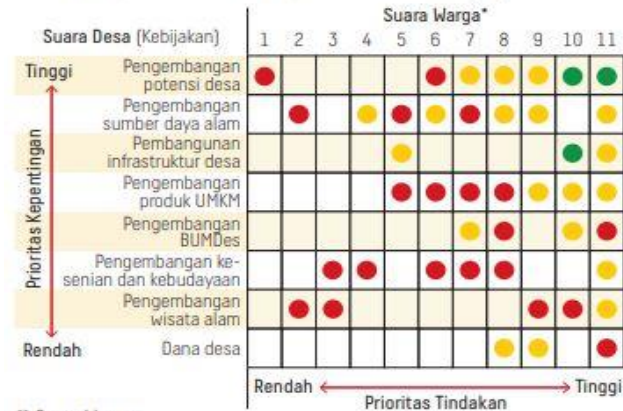 Suara Warga*
Suara Desa (Kebijakan) 1 2 3 4 5 6 7 8 9 10 11
Tinggi
Prioritas Kepentingan
Rendah
Pengembangan
potensi desa
Pengembangan
sumber daya alam
Pembangunan
infrastruktur desa
Pengembangan
produk UMKM
Pengembangan
BUMDes
Pengembangan ke-
senian dan kebudayaan
Pengembangan
wisata alam
Dana desa
Rendah Tinggi
Prioritas Tindakan